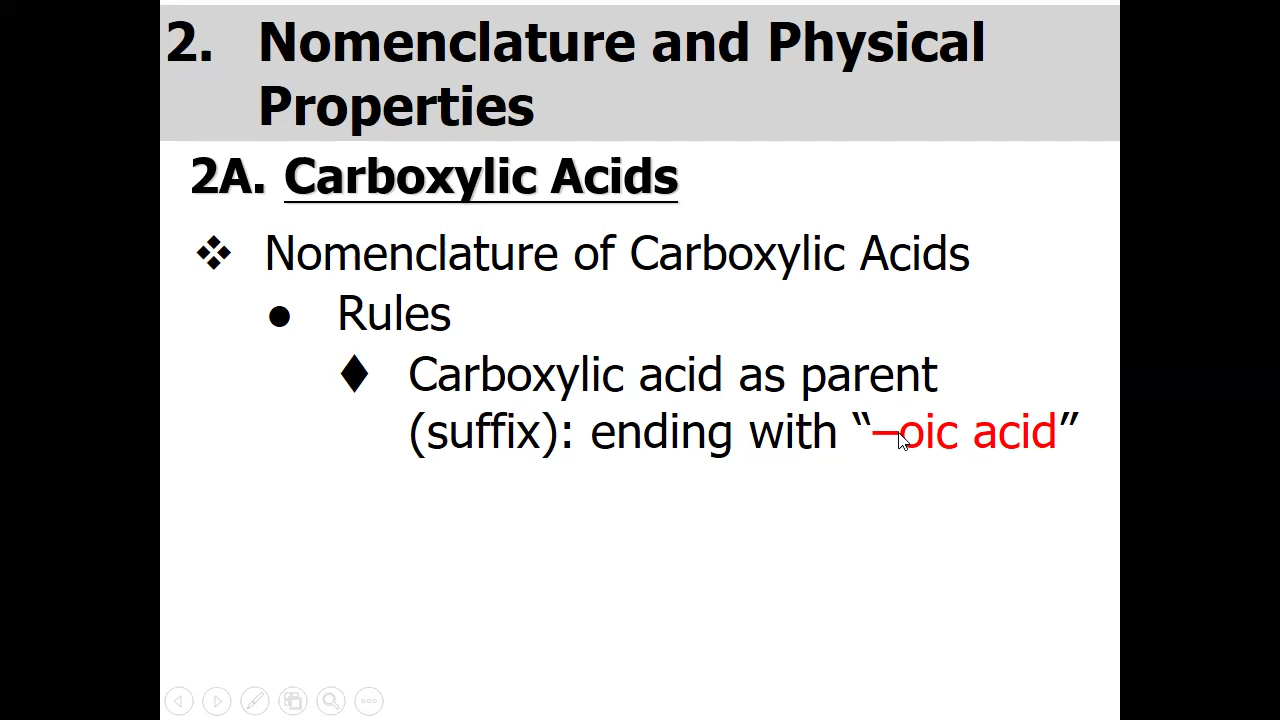 2. Nomenclature and Physical
Properties
2A. Carboxylic Acids
❖ Nomenclature of Carboxylic Acids
● Rules
♦ Carboxylic acid as parent
(suffix): ending with “–oic acid”